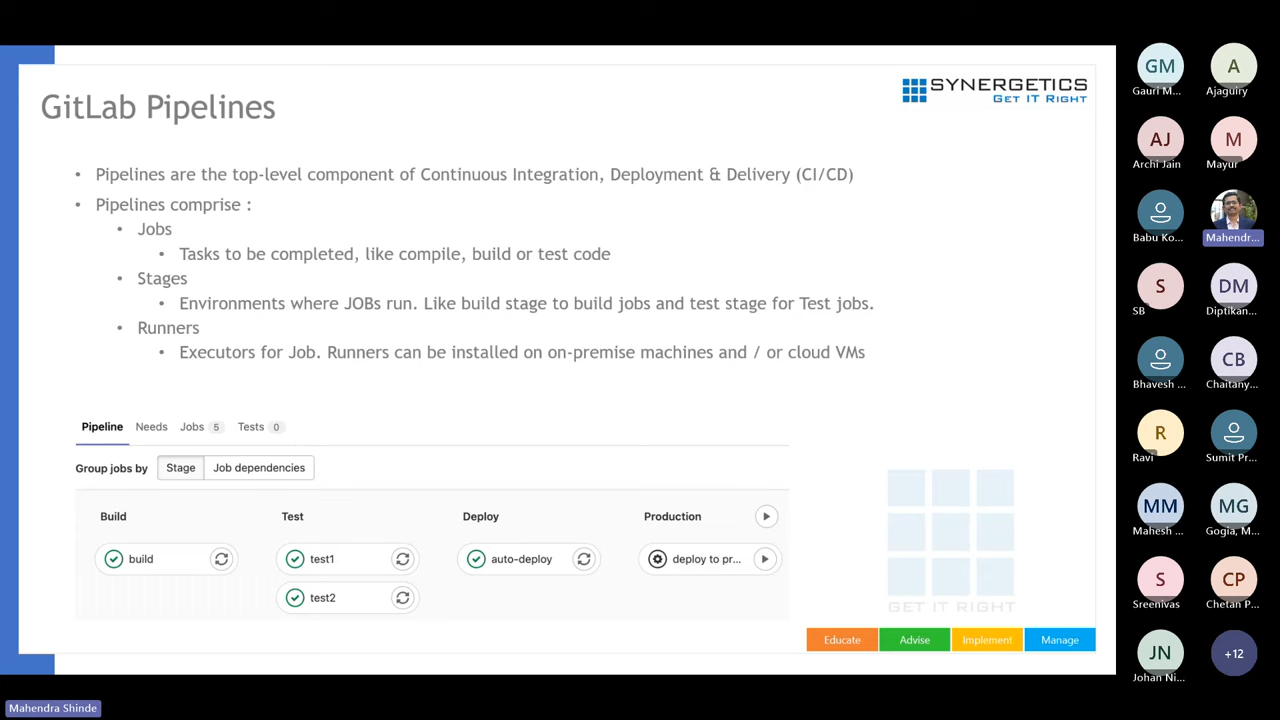 SYNERGETICS
GET IT RIGHT
GitLab Pipelines
• Pipelines are the top-level component of Continuous Integration, Deployment & Delivery (CI/CD)
• Pipelines comprise :
• Jobs
• Tasks to be completed, like compile, build or test code
• Stages
• Environments where JOBs run. Like build stage to build jobs and test stage for Test jobs.
• Runners
• Executors for Job. Runners can be installed on on-premise machines and / or cloud VMs
Pipeline Needs Jobs 5 Tests 0
Group jobs by Stage Job dependencies
Build Test Deploy Production
build test1 auto-deploy deploy to pr...
test2
GET IT RIGHT
Educate Advise Implement Manage
GM A
Gauri M... Ajaguiry
AJ M
Archi Jain Mayur
Babu Ko... Mahendr...
S DM
SB Diptikan...
CB
Bhavesh ... Chaitany...
R
Ravi Sumit Pr...
MM MG
Mahesh ... Gogia, M...
S CP
Sreenivas Chetan P...
JN +12
Johan Ni...
Mahendra Shinde